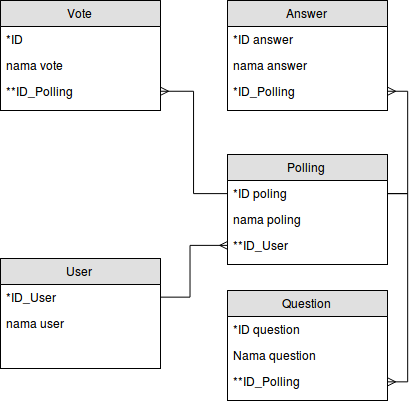 Vote
*ID
nama vote
**ID_Polling
Answer
*ID answer
nama answer
*ID_Polling
Polling
*ID poling
nama poling
**ID_User
User
*ID_User
nama user
Question
*ID question
Nama question
**ID_Polling